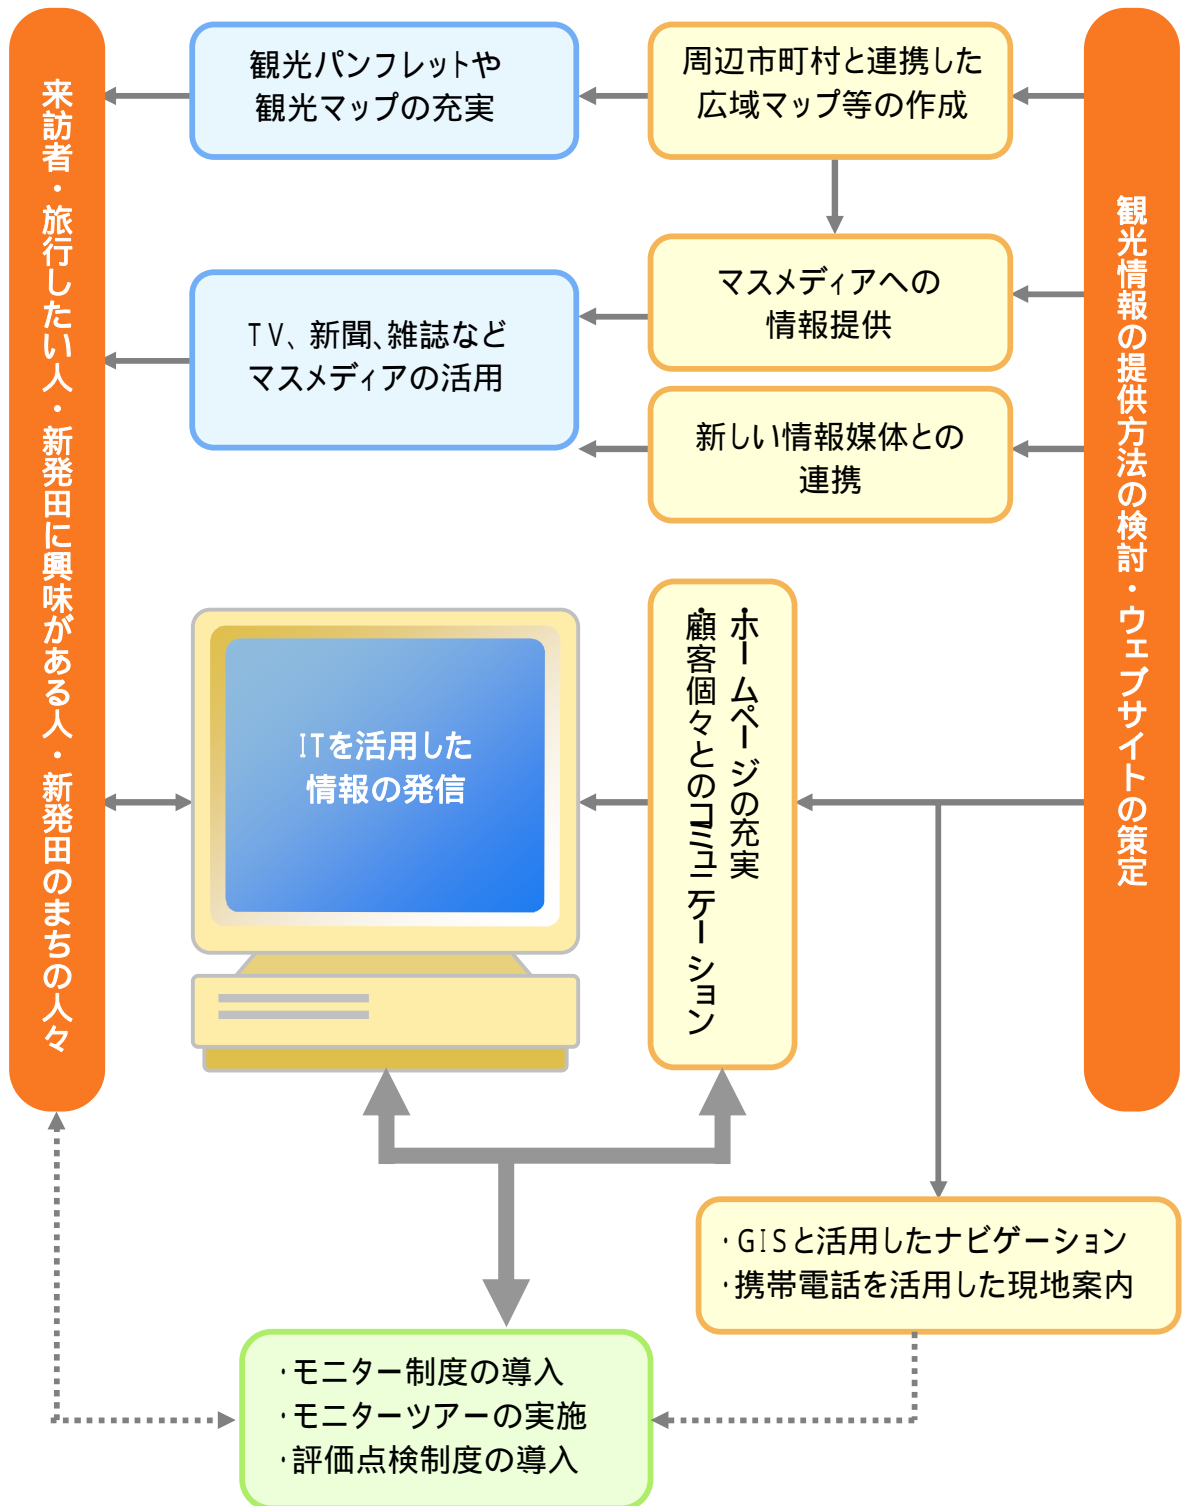 来訪者・旅行したい人・新発田に興味がある人・新発田のまちの人々
観光パンフレットや
観光マップの充実
周辺市町村と連携した
広域マップ等の作成
TV、新聞、雑誌など
マスメディアの活用
マスメディアへの
情報提供
新しい情報媒体との
連携
観光情報の提供方法の検討・ウェブサイトの策定
ITを活用した
情報の発信
・ホームページの充実
・顧客個々とのコミュニケーション
・GISと活用したナビゲーション
・携帯電話を活用した現地案内
・モニター制度の導入
・モニターツアーの実施
・評価点検制度の導入